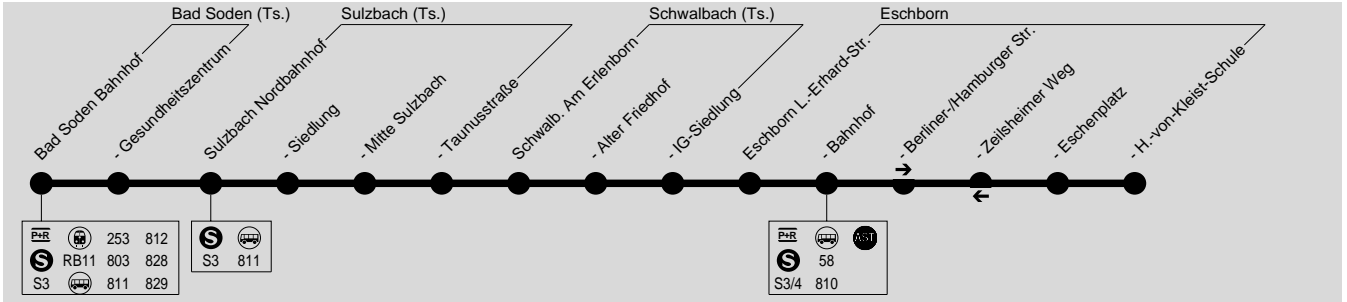 Bad Soden (Ts.)
Sulzbach (Ts.)
Schwalbach (Ts.)
Eschborn
Bad Soden Bahnhof
- Gesundheitszentrum
Sulzbach Nordbahnhof
- Siedlung
- Mitte Sulzbach
- Taunusstraße
Schwalb. Am Erlenborn
- Alter Friedhof
- IG-Siedlung
Eschborn L.-Erhard-Str.
- Bahnhof
- Berliner-/Hamburger Str.
- Zeilsheimer Weg
- Eschenplatz
- H.-von-Kleist-Schule
P+R 253 812
S RB11 803 828
S3 811 829
S
S3 811
P+R AST
S 58
S3/4 810